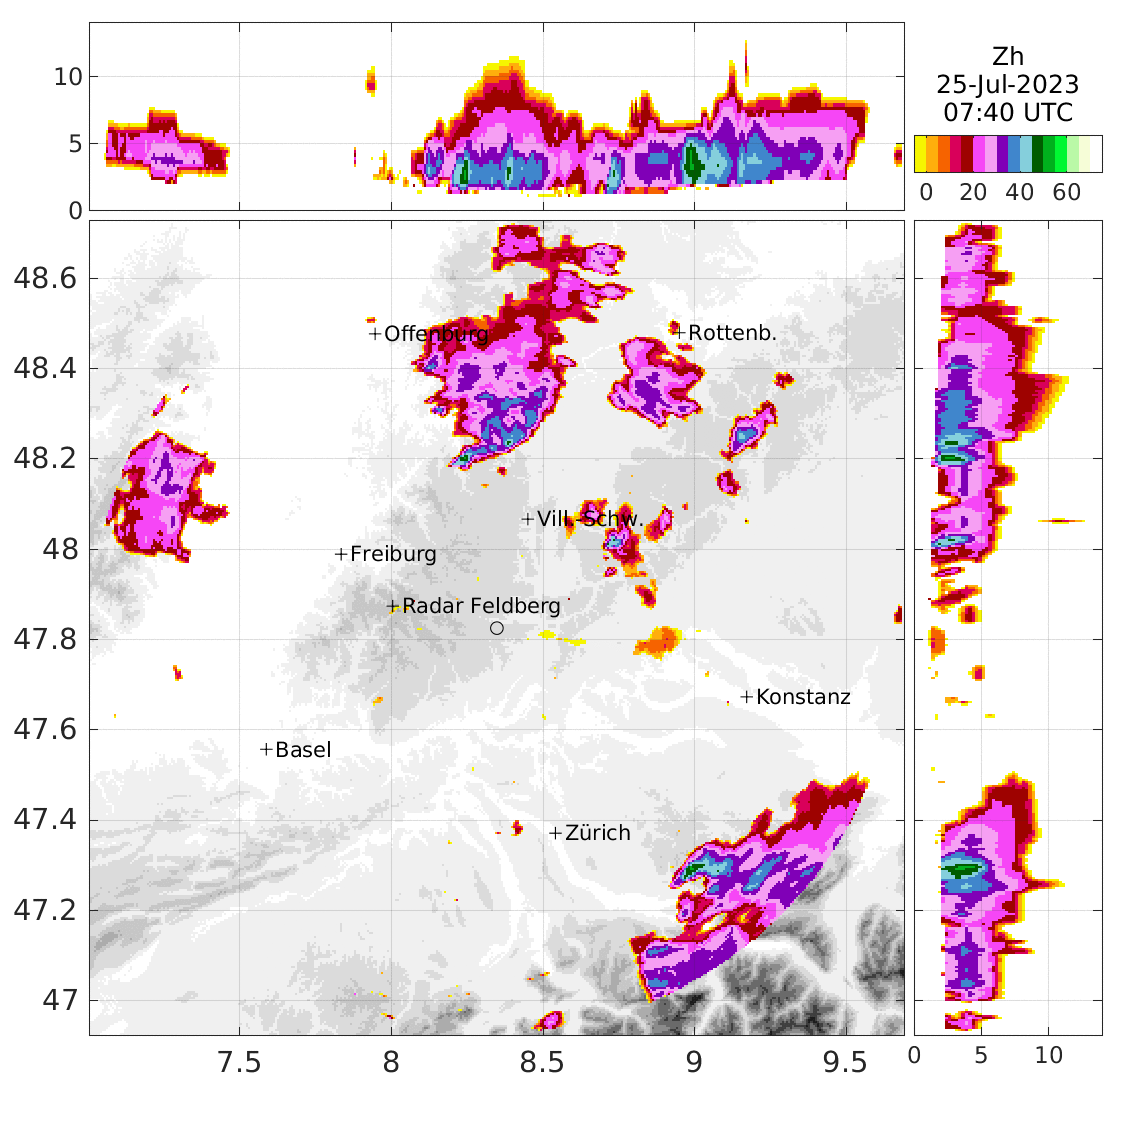 10
5
0
Zh
25-Jul-2023
07:40 UTC
0 20 40 60
48.6
48.4
48.2
48
47.8
47.6
47.4
47.2
47
+Offenburg
+Rottenb.
+Vill.-Schw.
+Freiburg
+Radar Feldberg
+Konstanz
+Basel
+Zürich
7.5 8 8.5 9 9.5
0 5 10